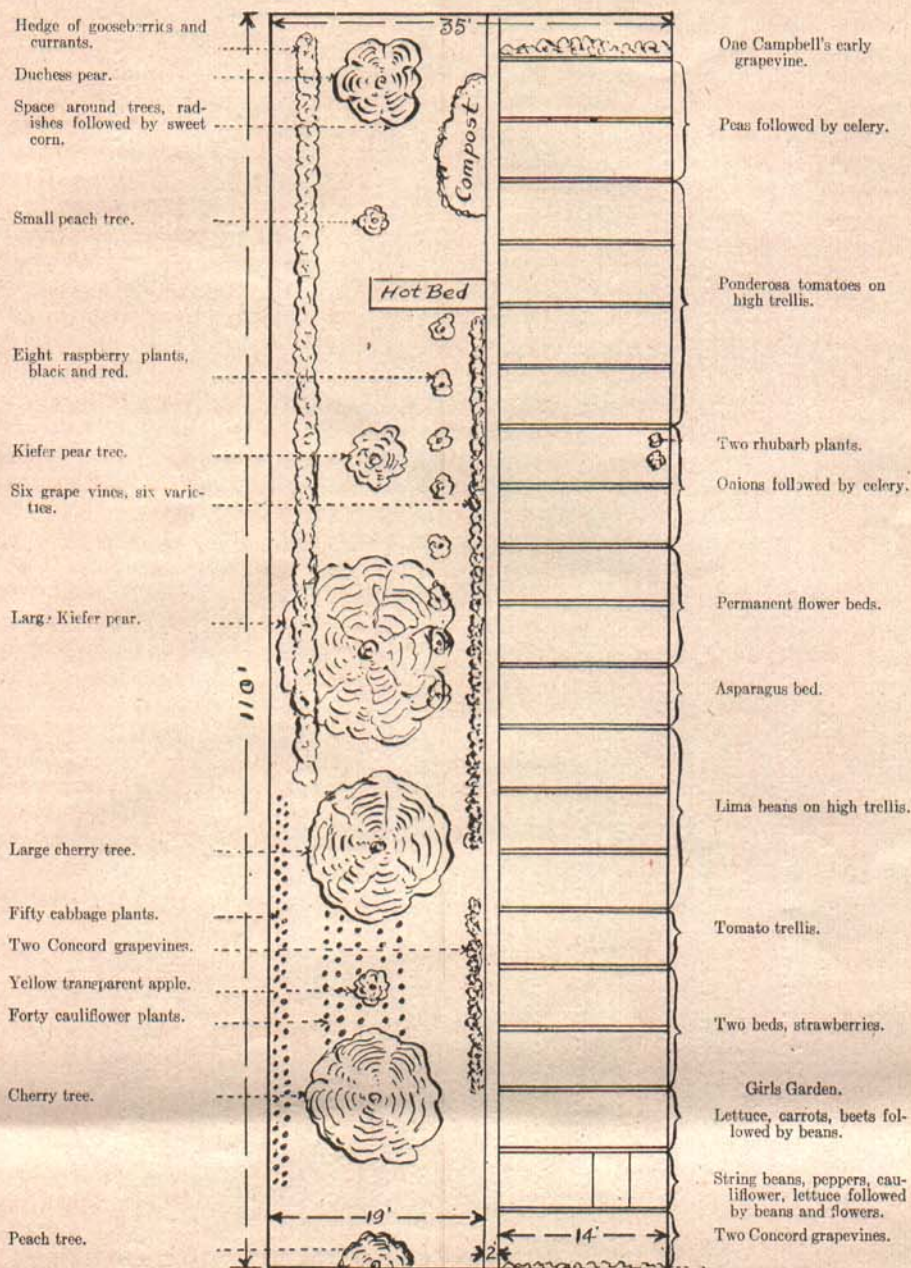 35'
Hedge of gooseberries and
currants.
Duchess pear.
Space around trees, rad-
ishes followed by sweet
corn.
Small peach tree.
Eight raspberry plants,
black and red.
Kiefer pear tree.
Six grape vines, six varie-
ties.
Large Kiefer pear.
Large cherry tree.
Fifty cabbage plants.
Two Concord grapevines.
Yellow transparent apple.
Forty cauliflower plants.
Cherry tree.
Peach tree.
110'
Compost
Hot Bed
19'
2'
14'
One Campbell's early
grapevine.
Peas followed by celery.
Ponderosa tomatoes on
high trellis.
Two rhubarb plants.
Onions followed by celery.
Permanent flower beds.
Asparagus bed.
Lima beans on high trellis.
Tomato trellis.
Two beds, strawberries.
Girls Garden.
Lettuce, carrots, beets fol-
lowed by beans.
String beans, peppers, cau-
liflower, lettuce followed
by beans and flowers.
Two Concord grapevines.